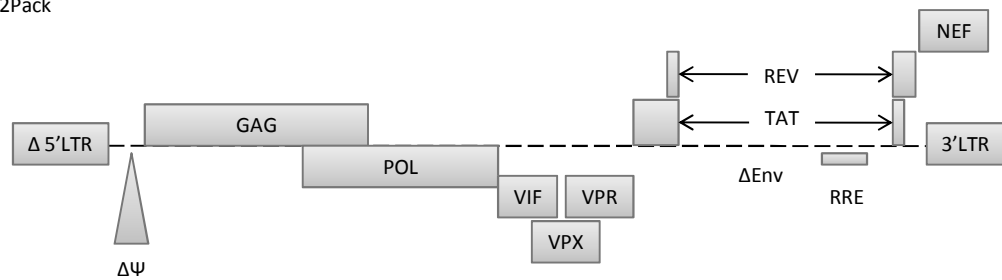 2Pack
NEF
REV
TAT
GAG
Δ 5'LTR
3'LTR
POL
ΔEnv
VIF
VPR
RRE
VPX
ΔΨ